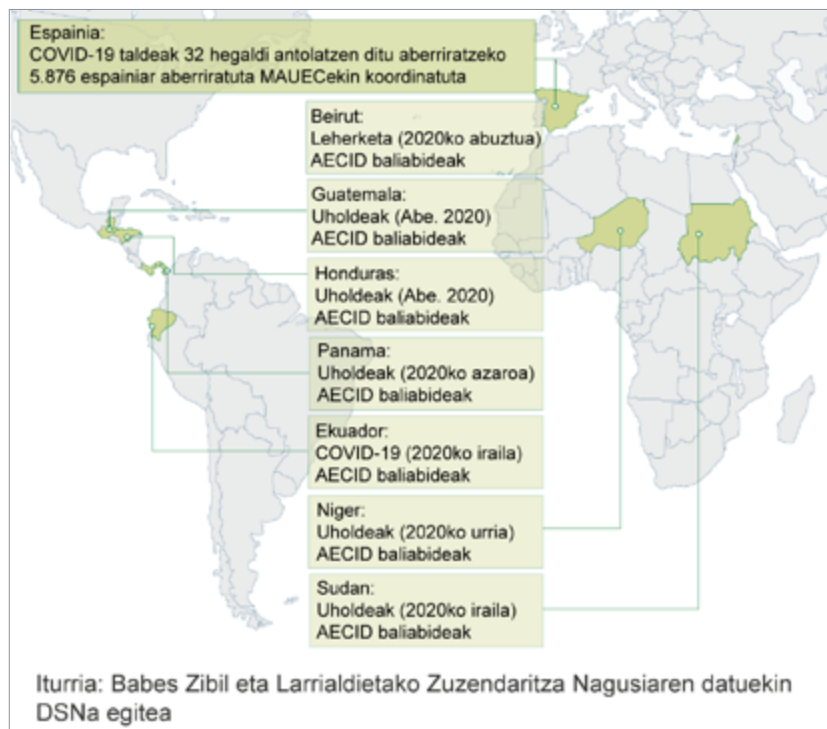 Espainia:
COVID-19 taldeak 32 hegaldi antolatzen ditu aberriratzeko
5.876 espainiar aberriratuta MAUECekin koordinatuta
Beirut:
Leherketa (2020ko abuztua)
AECID baliabideak
Guatemala:
Uholdeak (Abe. 2020)
AECID baliabideak
Honduras:
Uholdeak (Abe. 2020)
AECID baliabideak
Panama:
Uholdeak (2020ko azaroa)
AECID baliabideak
Ekuador:
COVID-19 (2020ko iraila)
AECID baliabideak
Niger:
Uholdeak (2020ko urria)
AECID baliabideak
Sudan:
Uholdeak (2020ko iraila)
AECID baliabideak
Iturria: Babes Zibil eta Larrialdietako Zuzendaritza Nagusiaren datuekin
DSNa egitea